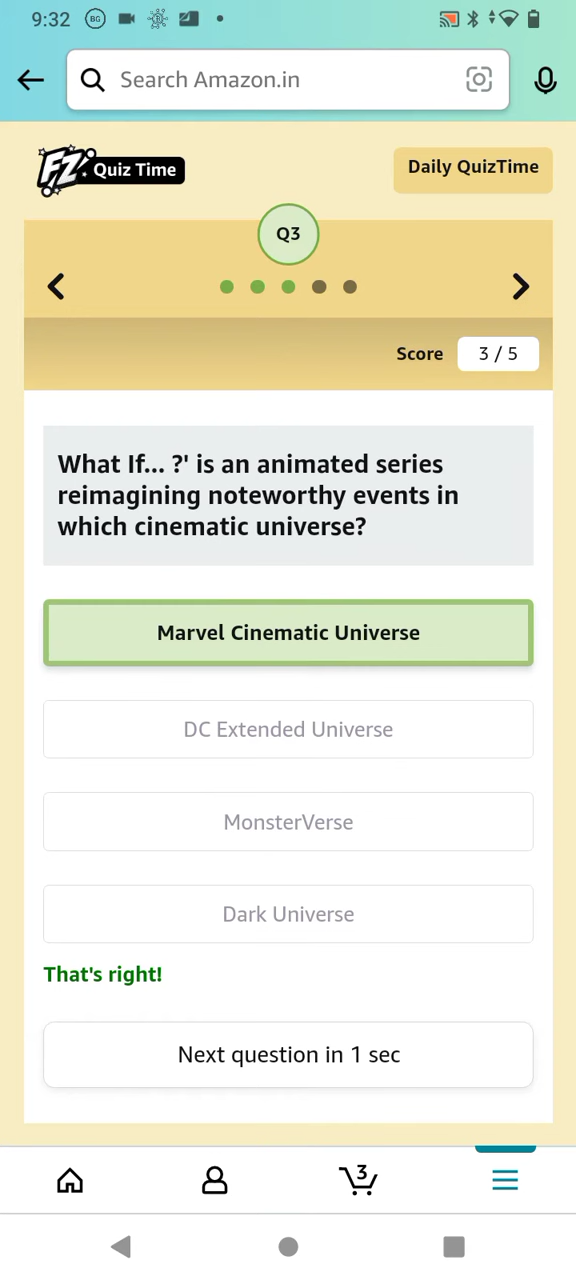 9:32 BG
Search Amazon.in
FZ Quiz Time
Daily QuizTime
Q3
Score 3 / 5
What If... ?' is an animated series
reimagining noteworthy events in
which cinematic universe?
Marvel Cinematic Universe
DC Extended Universe
MonsterVerse
Dark Universe
That's right!
Next question in 1 sec
3